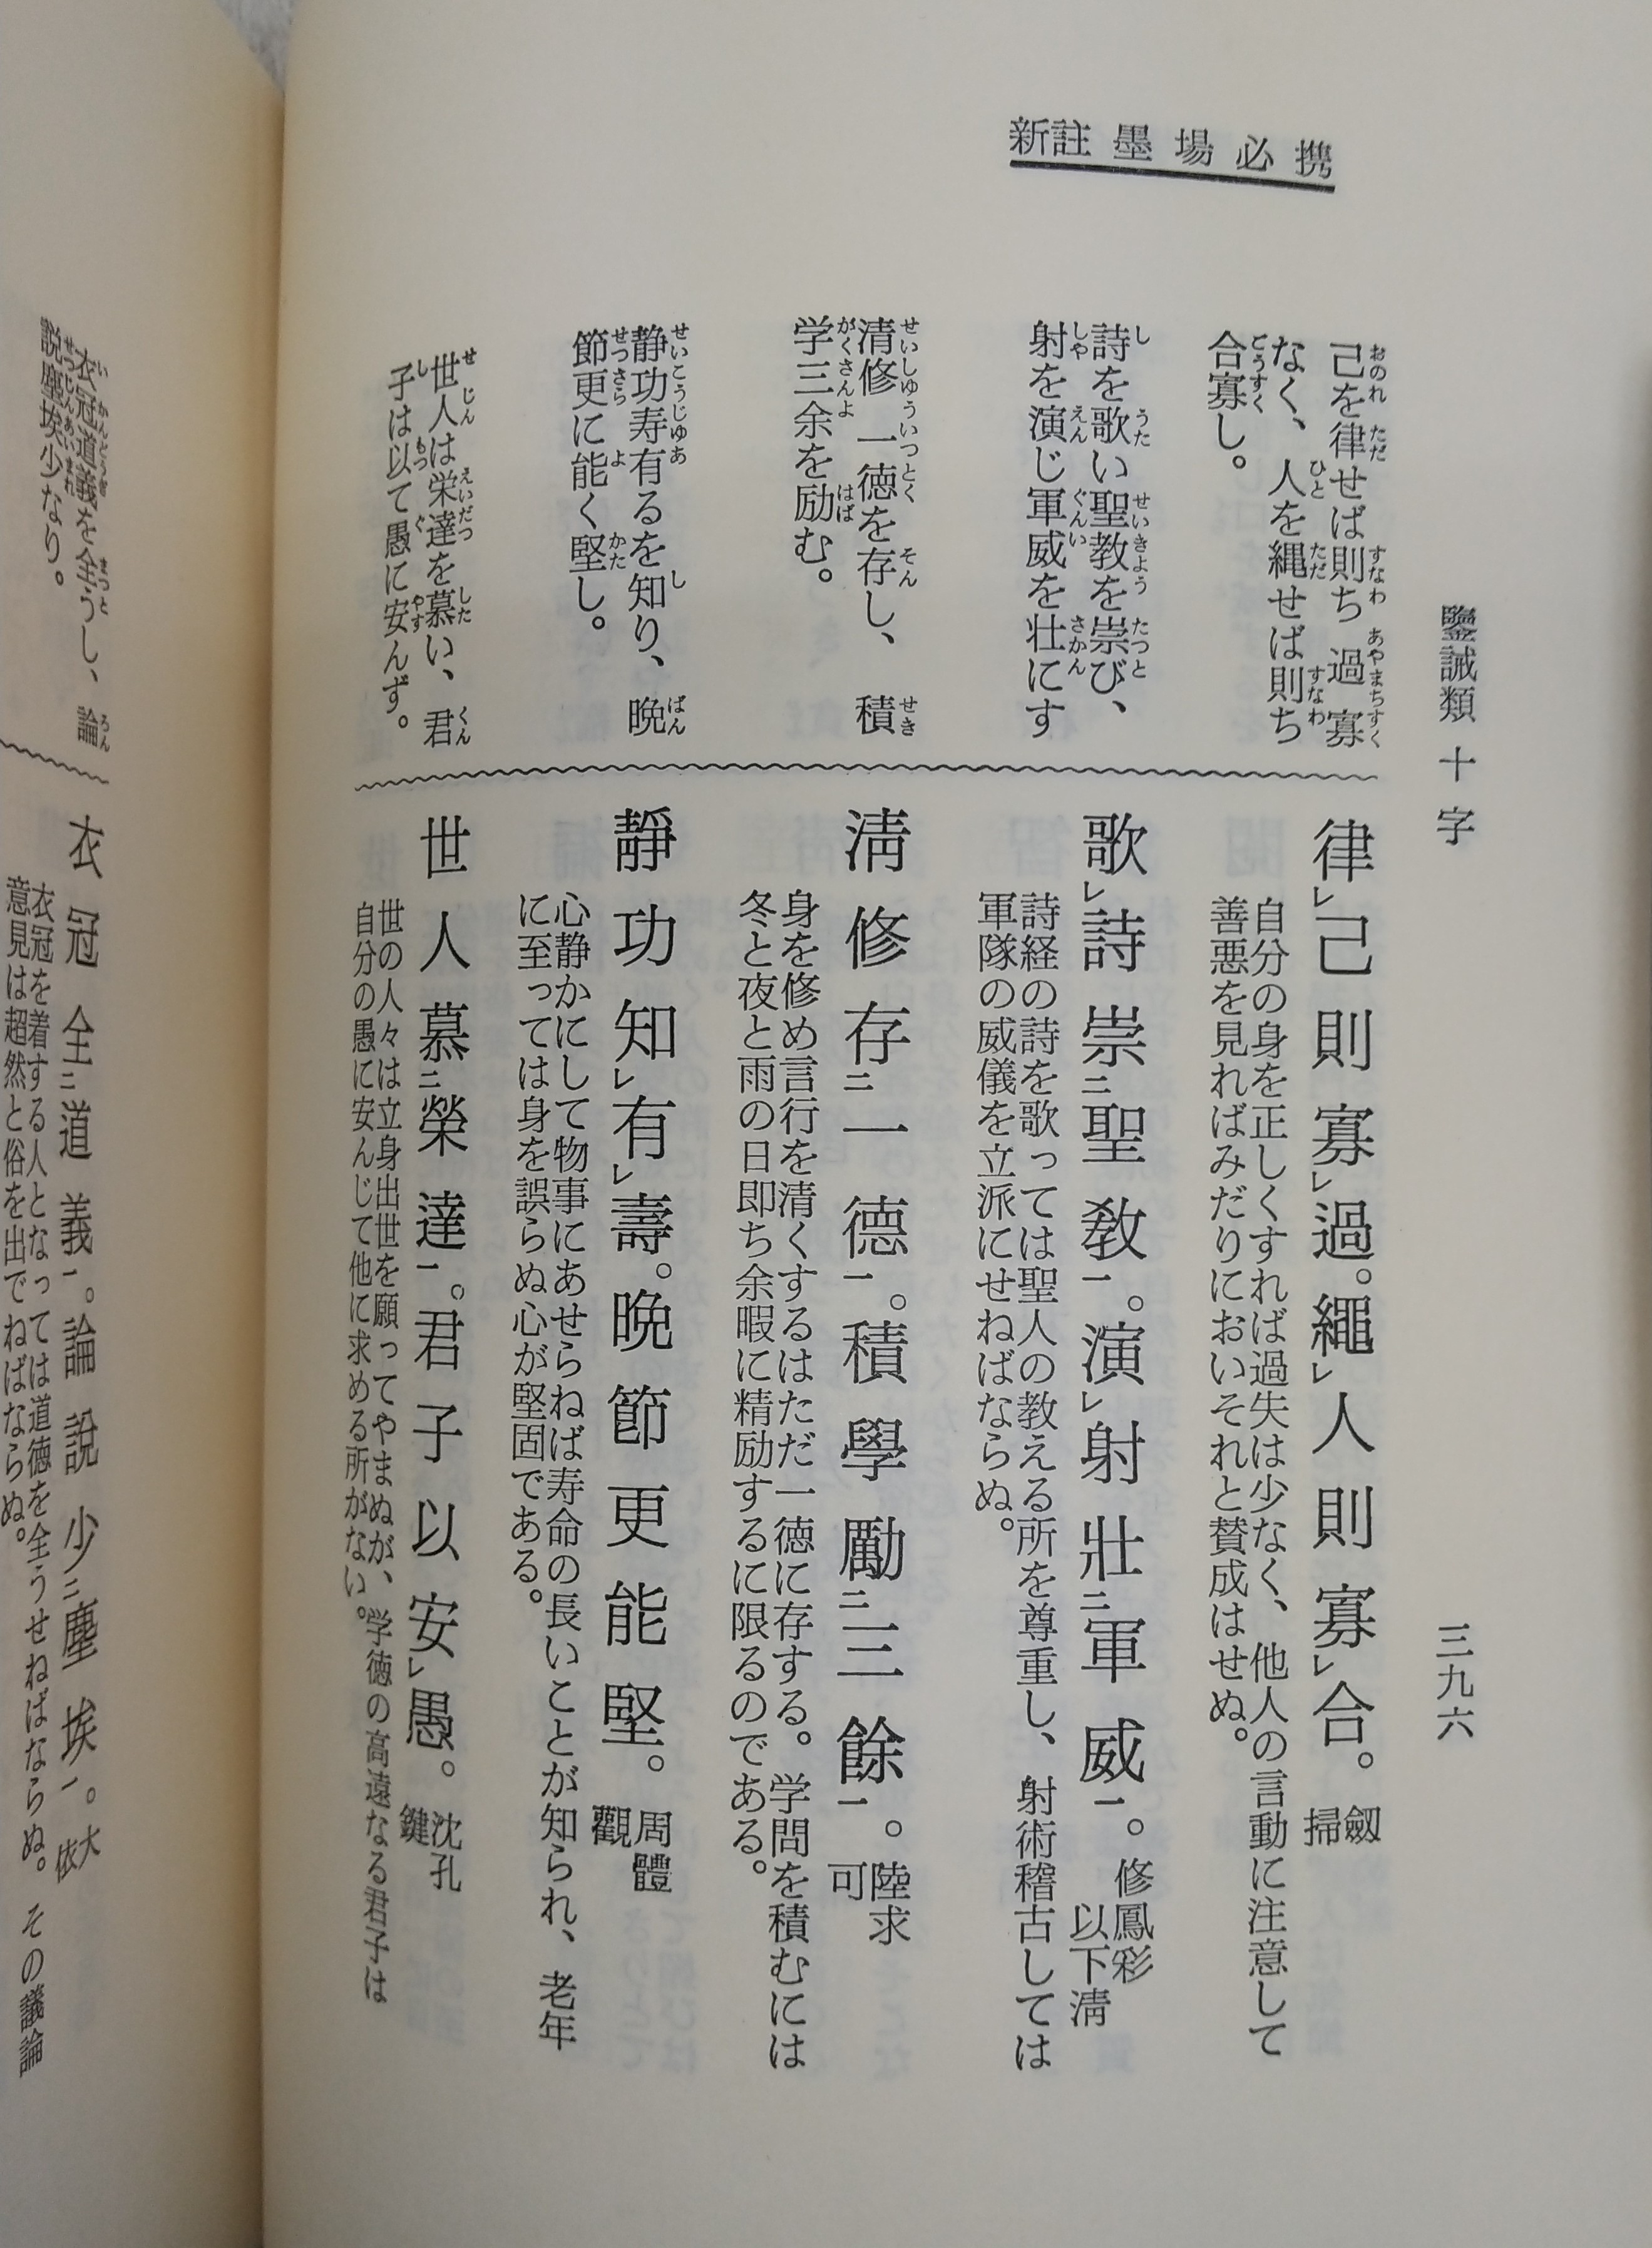 新註 墨場必携
鑒誡類 十字
三九六
己を律せば則ち 過寡
なく、人を縄せば則ち
合寡し。
律レ己則寡レ過。繩レ人則寡レ合。 劔掃
自分の身を正しくすれば過失は少なく、他人の言動に注意して
善悪を見ればみだりにおいそれと賛成はせぬ。
詩を歌い聖教を崇び、
射を演じ軍威を壮にす
歌レ詩崇二聖敎一。演レ射壯二軍威一。 修鳳彩 以下淸
詩経の詩を歌っては聖人の教える所を尊重し、射術稽古しては
軍隊の威儀を立派にせねばならぬ。
清修一徳を存し、 積
学三余を励む。
淸修存二一德一。積學勵二三餘一。 陸求可
身を修め言行を清くするはただ一徳に存する。学問を積むには
冬と夜と雨の日即ち余暇に精励するに限るのである。
静功寿有るを知り、晩
節更に能く堅し。
靜功知レ有レ壽。晩節更能堅。 周體觀
心静かにして物事にあせらねば寿命の長いことが知られ、老年
に至っては身を誤らぬ心が堅固である。
世人は栄達を慕い、君
子は以て愚に安んず。
世人慕二榮達一。君子以安レ愚。 沈孔鍵
世の人々は立身出世を願ってやまぬが、学徳の高遠なる君子は
自分の愚に安んじて他に求める所がない。
衣冠道義を全うし、論
説塵埃少なり。
衣冠全二道義一。論說少二塵埃一。 大依
衣冠を着する人となっては道徳を全うせねばならぬ。その議論
意見は超然と俗を出でねばならぬ。